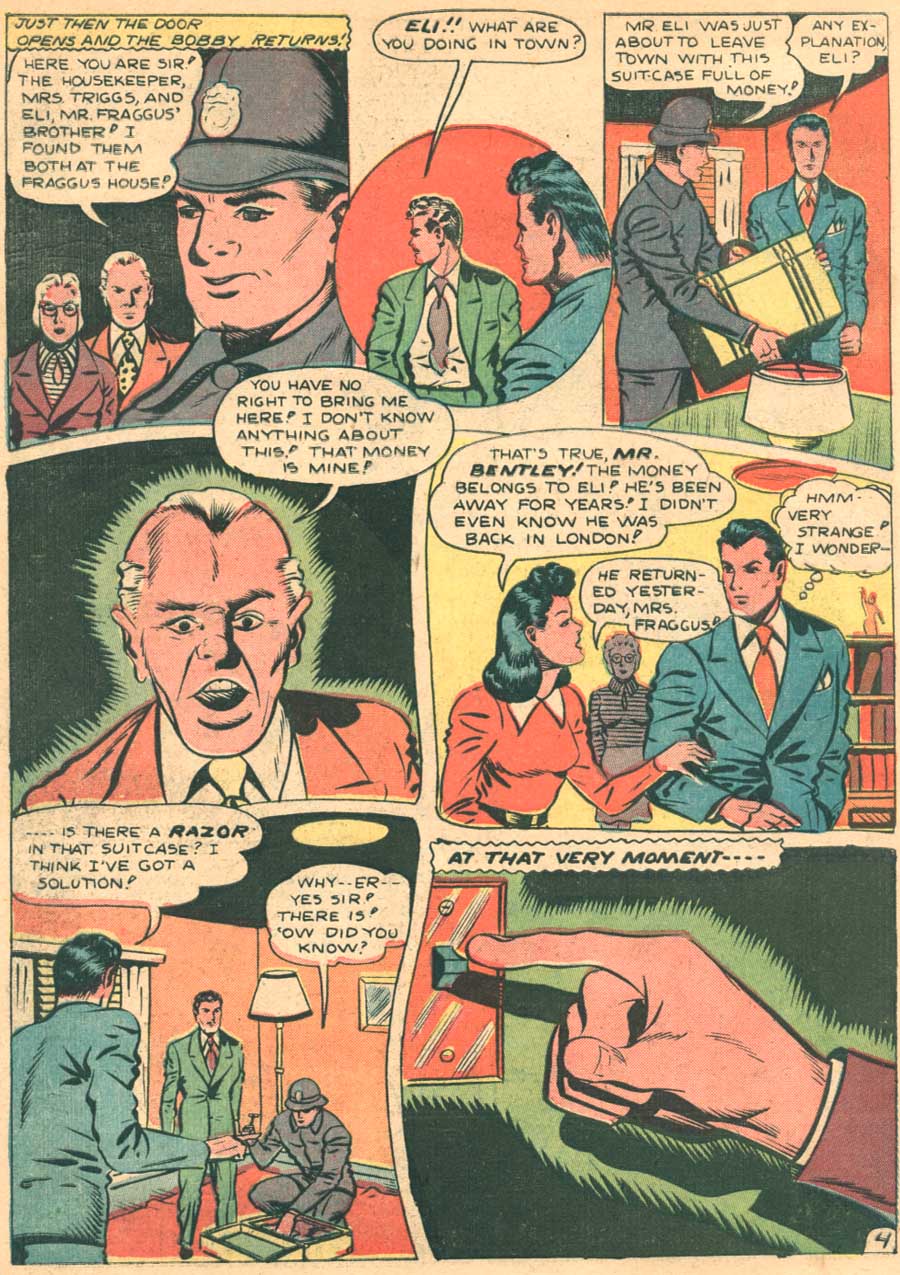 JUST THEN THE DOOR
OPENS AND THE BOBBY RETURNS!
HERE YOU ARE SIR!
THE HOUSEKEEPER,
MRS. TRIGGS, AND
ELI, MR. FRAGGUS'
BROTHER! I
FOUND THEM
BOTH AT THE
FRAGGUS HOUSE!
ELI!! WHAT ARE
YOU DOING IN TOWN?
MR. ELI WAS JUST
ABOUT TO LEAVE
TOWN WITH THIS
SUIT-CASE FULL OF
MONEY!
ANY EX-
PLANATION,
ELI?
YOU HAVE NO
RIGHT TO BRING ME
HERE! I DON'T KNOW
ANYTHING ABOUT
THIS! THAT MONEY
IS MINE!
THAT'S TRUE, MR.
BENTLEY! THE MONEY
BELONGS TO ELI! HE'S BEEN
AWAY FOR YEARS! I DIDN'T
EVEN KNOW HE WAS
BACK IN LONDON!
HE RETURN-
ED YESTER-
DAY, MRS.
FRAGGUS!
HMM-
VERY
STRANGE!
I WONDER-
---- IS THERE A RAZOR
IN THAT SUITCASE? I
THINK I'VE GOT A
SOLUTION!
WHY--ER--
YES SIR!
THERE IS!
'OW DID YOU
KNOW?
AT THAT VERY MOMENT----
4